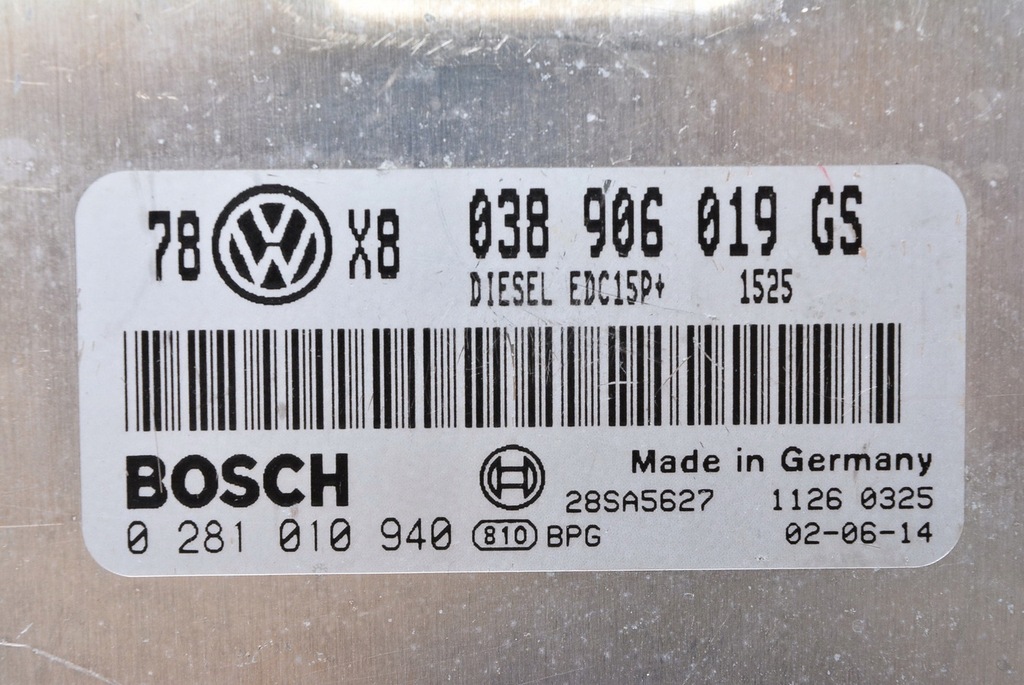 78 VW X8 038 906 019 GS
DIESEL EDC15P+ 1525
BOSCH Made in Germany
28SA5627 1126 0325
0 281 010 940 810 BPG 02-06-14